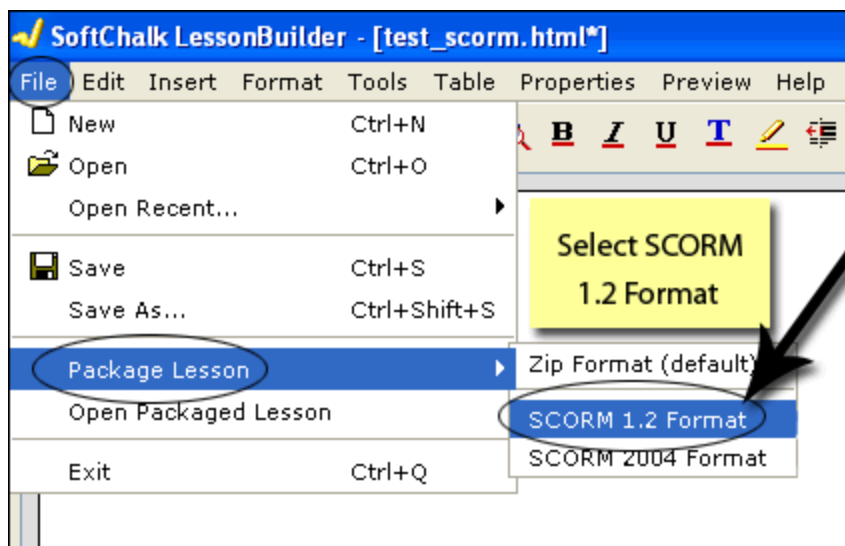 SoftChalk LessonBuilder - [test_scorm.html*]
File Edit Insert Format Tools Table Properties Preview Help
New Ctrl+N
B I U T
Open Ctrl+O
Open Recent...
Select SCORM
1.2 Format
Save Ctrl+S
Save As... Ctrl+Shift+S
Package Lesson
Zip Format (default)
Open Packaged Lesson
SCORM 1.2 Format
SCORM 2004 Format
Exit Ctrl+Q